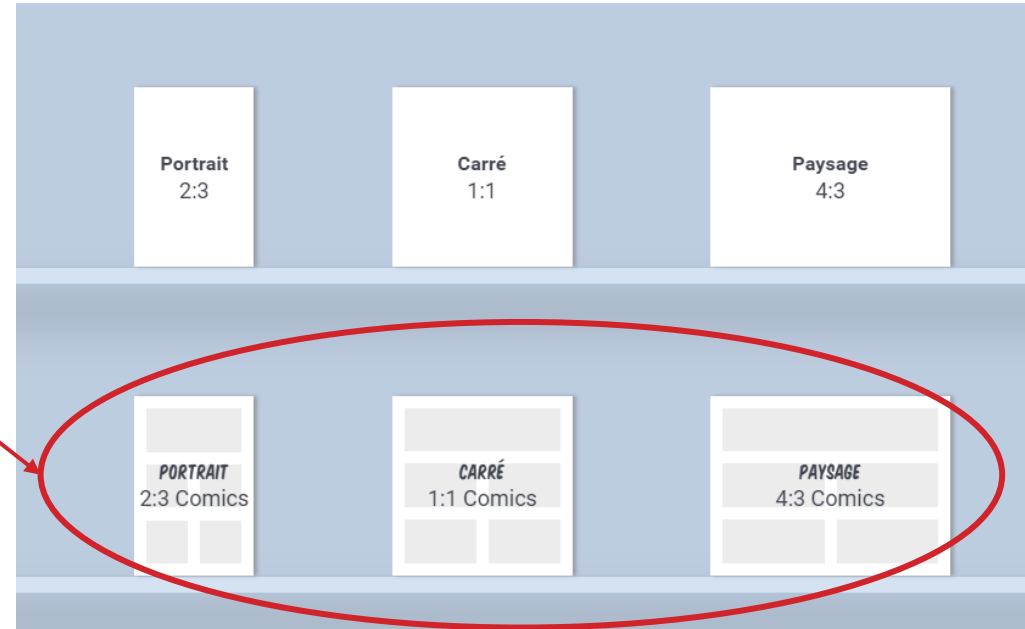 Portrait
2:3
Carré
1:1
Paysage
4:3
PORTRAIT
2:3 Comics
CARRÉ
1:1 Comics
PAYSAGE
4:3 Comics